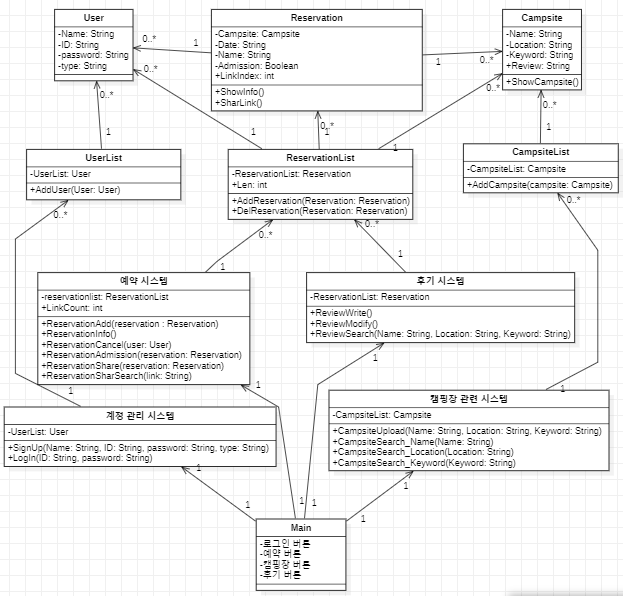 User
-Name: String
-ID: String
-password: String
-type: String
Reservation
-Campsite: Campsite
-Date: String
-Name: String
-Admission: Boolean
+LinkIndex: int
+ShowInfo()
+SharLink()
Campsite
-Name: String
-Location: String
-Keyword: String
+Review: String
+ShowCampsite()
0..*
1
1
0..*
0..*
0..*
0..*
0..*
1
1
1
1
1
0..*
UserList
-UserList: User
+AddUser(User: User)
ReservationList
-ReservationList: Reservation
+Len: int
+AddReservation(Reservation: Reservation)
+DelReservation(Reservation: Reservation)
CampsiteList
-CampsiteList: Campsite
+AddCampsite(campsite: Campsite)
0..*
0..*
0..*
0..*
1
1
예약 시스템
-reservationlist: ReservationList
+LinkCount: int
+ReservationAdd(reservation : Reservation)
+ReservationInfo()
+ReservationCancel(user: User)
+ReservationAdmission(reservation: Reservation)
+ReservationShare(reservation: Reservation)
+ReservationSharSearch(link: String)
후기 시스템
-ReservationList: Reservation
+ReviewWrite()
+ReviewModify()
+ReviewSearch(Name: String, Location: String, Keyword: String)
1
1
1
1
계정 관리 시스템
-UserList: User
+SignUp(Name: String, ID: String, password: String, type: String)
+LogIn(ID: String, password: String)
캠핑장 관련 시스템
-CampsiteList: Campsite
+CampsiteUpload(Name: String, Location: String, Keyword: String)
+CampsiteSearch_Name(Name: String)
+CampsiteSearch_Location(Location: String)
+CampsiteSearch_Keyword(Keyword: String)
1
1
1
1
1
1
Main
-로그인 버튼
-예약 버튼
-캠핑장 버튼
-후기 버튼